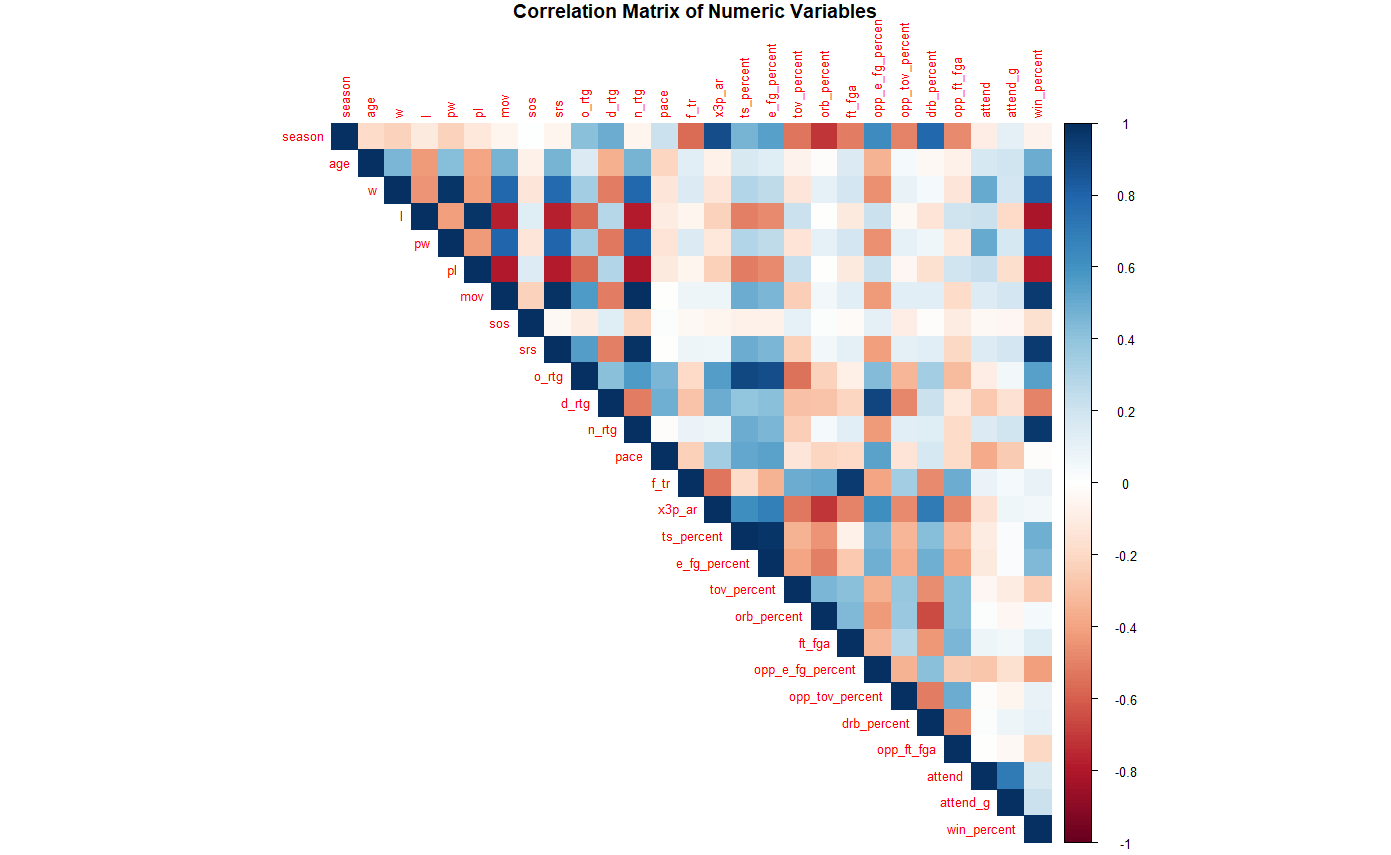 Correlation Matrix of Numeric Variables
season age w l pw pl mov sos srs o_rtg d_rtg n_rtg pace f_tr x3p_ar ts_percent e_fg_percent tov_percent orb_percent ft_fga opp_e_fg_percen opp_tov_percent drb_percent opp_ft_fga attend attend_g win_percent
season
age
w
l
pw
pl
mov
sos
srs
o_rtg
d_rtg
n_rtg
pace
f_tr
x3p_ar
ts_percent
e_fg_percent
tov_percent
orb_percent
ft_fga
opp_e_fg_percent
opp_tov_percent
drb_percent
opp_ft_fga
attend
attend_g
win_percent
1
0.8
0.6
0.4
0.2
0
-0.2
-0.4
-0.6
-0.8
-1